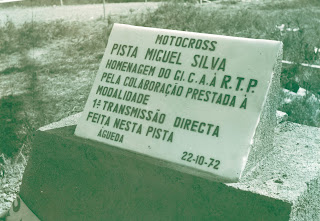 MOTOCROSS
PISTA MIGUEL SILVA
HOMENAGEM DO GI.C.A.À R.T.P.
PELA COLABORAÇÃO PRESTADA À
MODALIDADE
1ª TRANSMISSÃO DIRECTA
FEITA NESTA PISTA
ÁGUEDA
22-10-72